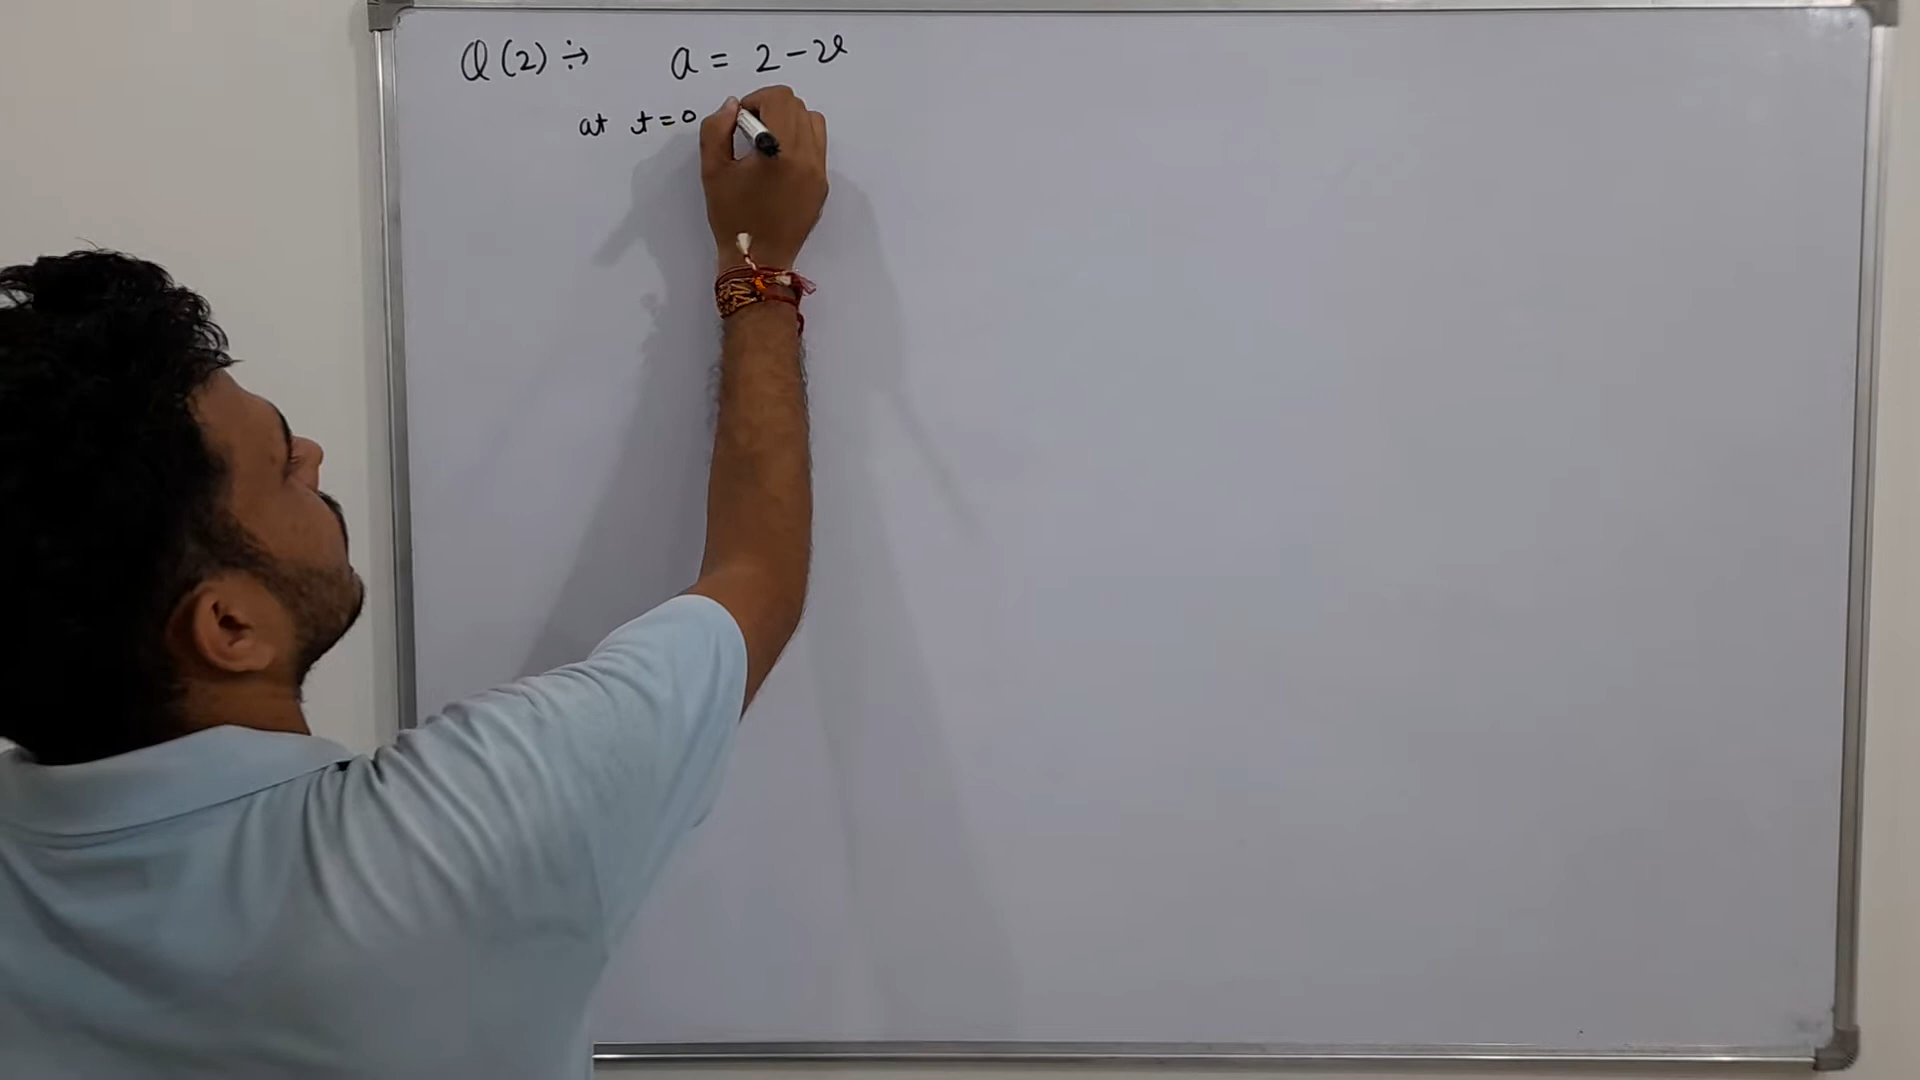 Q(2) ÷→ a = 2-v
at t=0